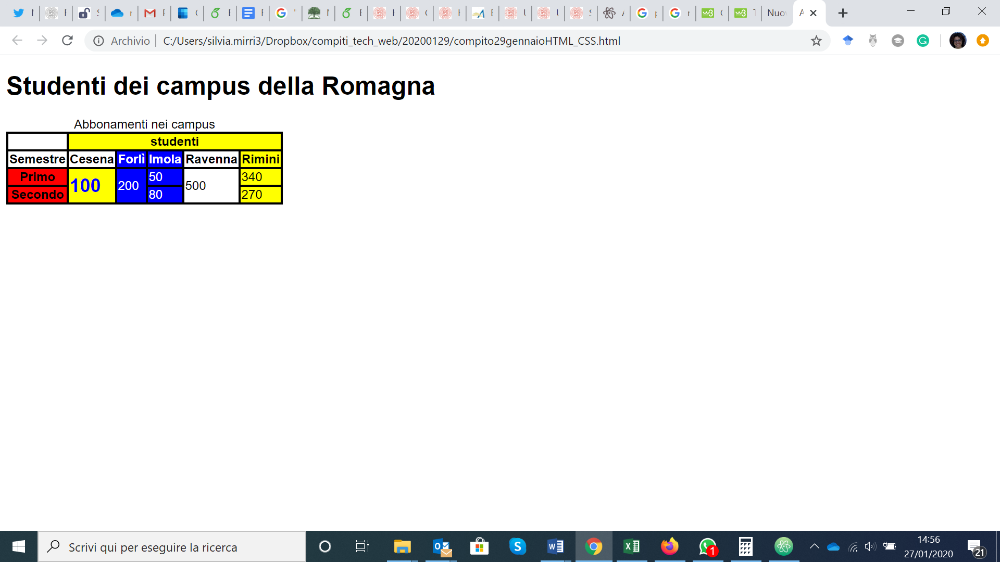 Nuo
Archivio
C:/Users/silvia.mirri3/Dropbox/compiti_tech_web/20200129/compito29gennaioHTML_CSS.html
Studenti dei campus della Romagna
Abbonamenti nei campus
studenti
Semestre Cesena Forlì Imola Ravenna Rimini
Primo 100 200 50 500 340
Secondo 80 270
Scrivi qui per eseguire la ricerca
1
14:56
27/01/2020
21